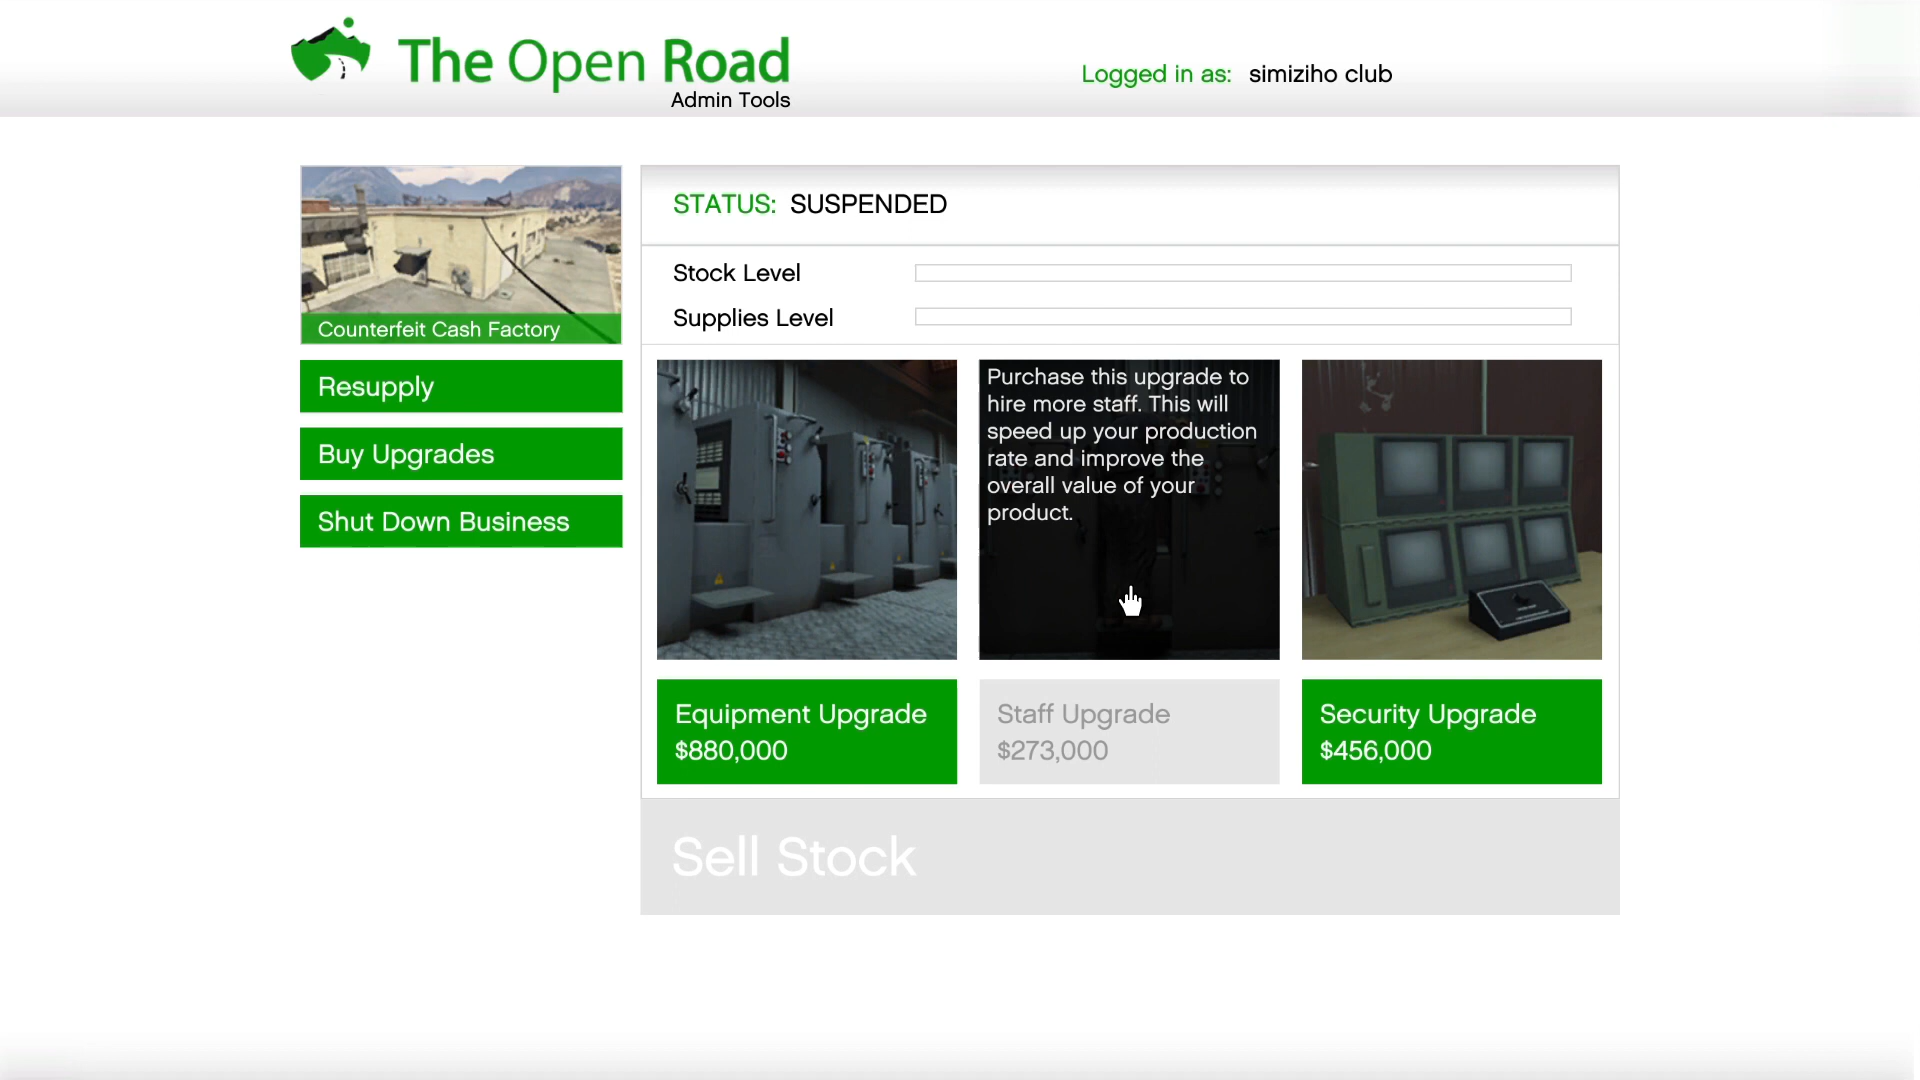 The Open Road
Admin Tools
Logged in as: simiziho club
Counterfeit Cash Factory
Resupply
Buy Upgrades
Shut Down Business
STATUS: SUSPENDED
Stock Level
Supplies Level
Purchase this upgrade to
hire more staff. This will
speed up your production
rate and improve the
overall value of your
product.
Equipment Upgrade
$880,000
Staff Upgrade
$273,000
Security Upgrade
$456,000
Sell Stock